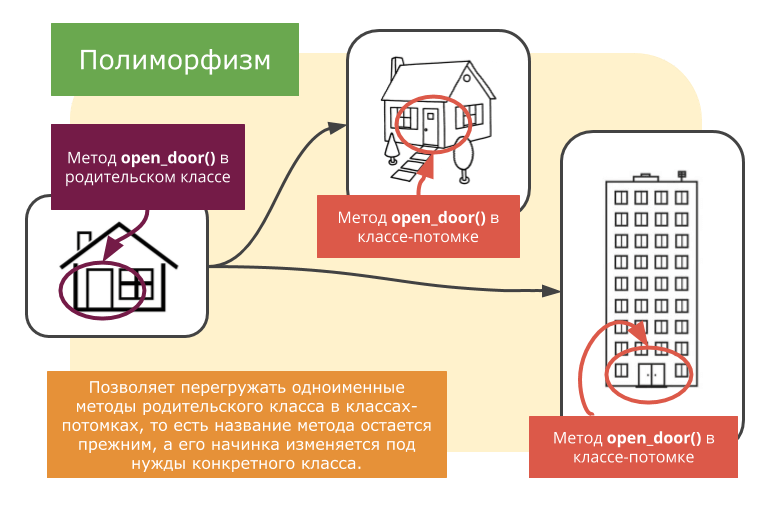 Полиморфизм
Метод open_door() в
родительском классе
Метод open_door() в
классе-потомке
Позволяет перегружать одноименные
методы родительского класса в классах-
потомках, то есть название метода остается
прежним, а его начинка изменяется под
нужды конкретного класса.
Метод open_door() в
классе-потомке